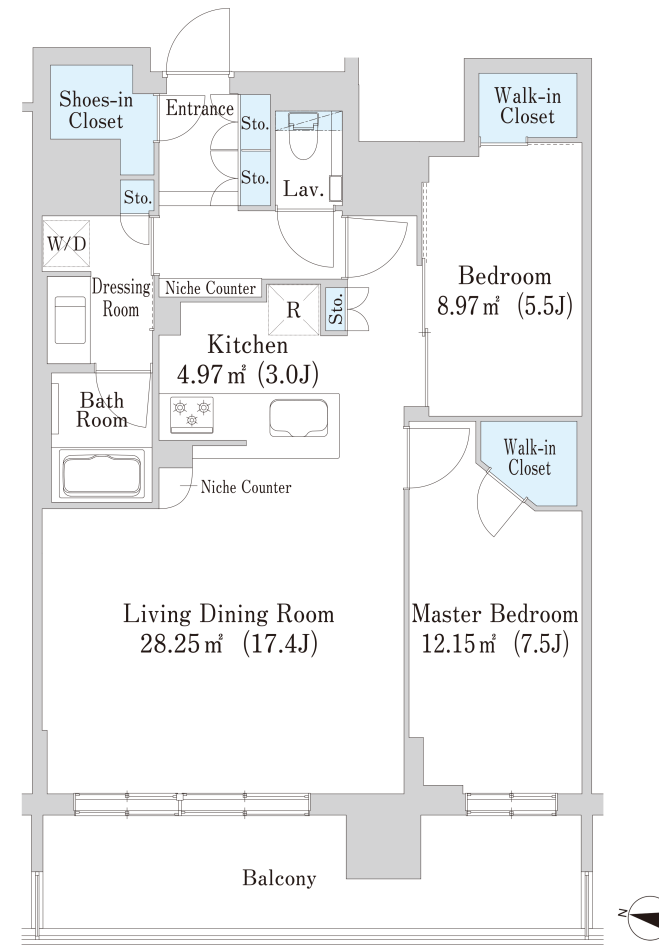 Shoes-in
Closet
Entrance
Sto.
Sto.
Sto.
Lav.
Walk-in
Closet
W/D
Dressing
Room
Niche Counter
R
Sto.
Bedroom
8.97㎡ (5.5J)
Kitchen
4.97㎡ (3.0J)
Bath
Room
Walk-in
Closet
Niche Counter
Living Dining Room
28.25㎡ (17.4J)
Master Bedroom
12.15㎡ (7.5J)
Balcony
N